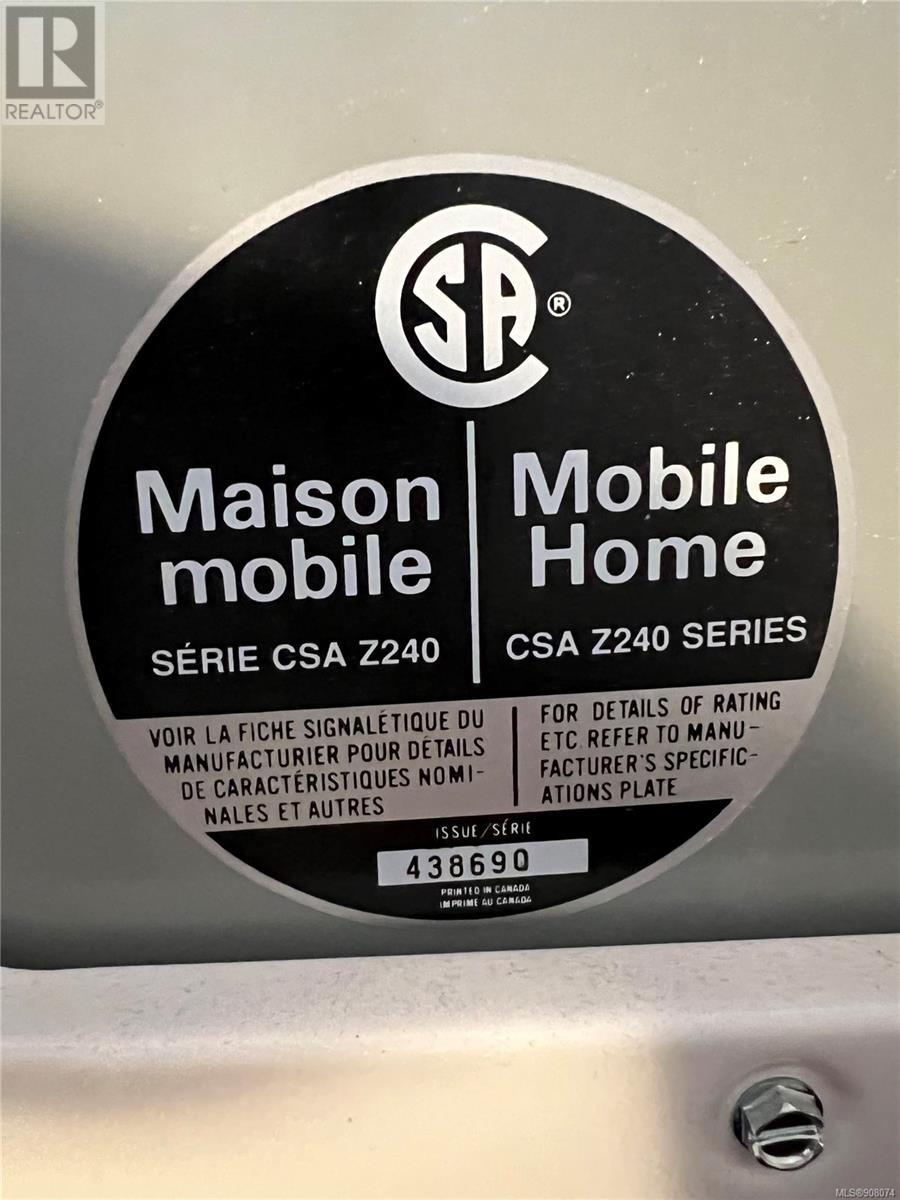 REALTOR®
CSA®
Maison
mobile
SÉRIE CSA Z240
Mobile
Home
CSA Z240 SERIES
VOIR LA FICHE SIGNALÉTIQUE DU
MANUFACTURIER POUR DÉTAILS
DE CARACTÉRISTIQUES NOMI-
NALES ET AUTRES
FOR DETAILS OF RATING
ETC. REFER TO MANU-
FACTURER'S SPECIFIC-
ATIONS PLATE
ISSUE/SÉRIE
438690
PRINTED IN CANADA
IMPRIME AU CANADA
MLS®908074